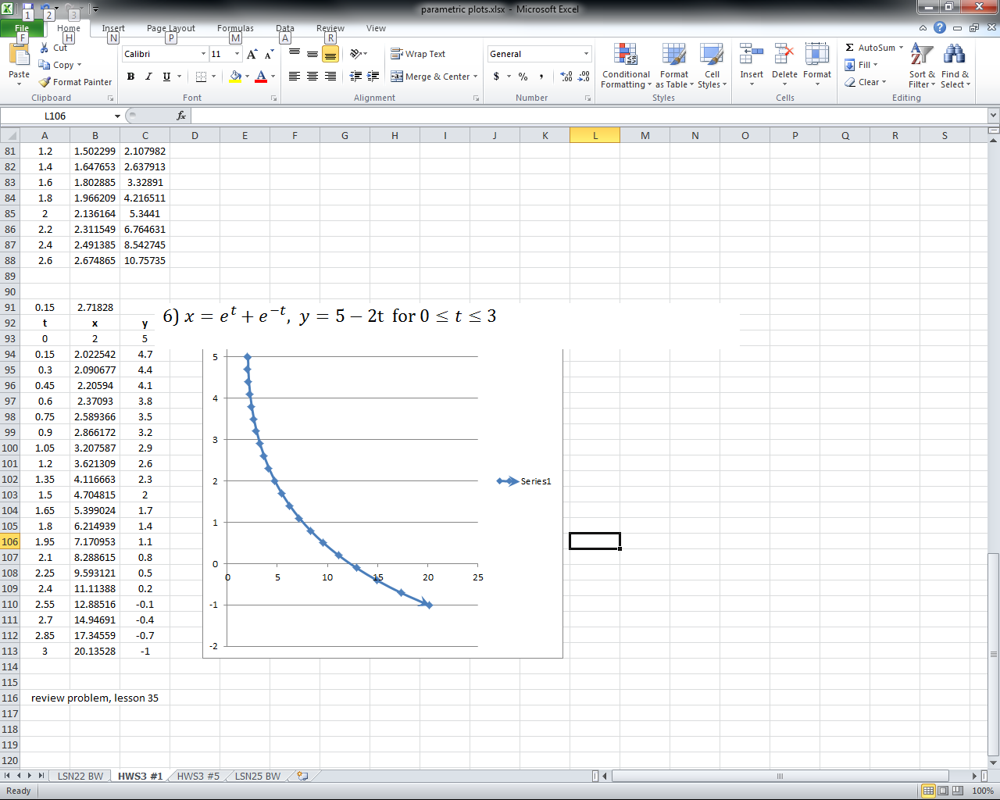 parametric plots.xlsx - Microsoft Excel
1 2 3
File Home Insert Page Layout Formulas Data Review View
F H N P M A R
Paste Cut Copy Format Painter
Calibri 11 A A
B I U A
Wrap Text
Merge & Center
General
$ % , .0 .00 .00 .0
Conditional Formatting Format as Table Cell Styles
Insert Delete Format
Σ AutoSum Fill Clear
Sort & Filter Find & Select
Clipboard Font Alignment Number Styles Cells Editing
L106 fx
A B C D E F G H I J K L M N O P Q R S
81 1.2 1.502299 2.107982
82 1.4 1.647653 2.637913
83 1.6 1.802885 3.32891
84 1.8 1.966209 4.216511
85 2 2.136164 5.3441
86 2.2 2.311549 6.764631
87 2.4 2.491385 8.542745
88 2.6 2.674865 10.75735
89
90
91 0.15 2.71828
92 t x y
6) x = e^t + e^−t, y = 5 − 2t for 0 ≤ t ≤ 3
93 0 2 5
94 0.15 2.022542 4.7
95 0.3 2.090677 4.4
96 0.45 2.20594 4.1
97 0.6 2.37093 3.8
98 0.75 2.589366 3.5
99 0.9 2.866172 3.2
100 1.05 3.207587 2.9
101 1.2 3.621309 2.6
102 1.35 4.116663 2.3
103 1.5 4.704815 2
104 1.65 5.399024 1.7
105 1.8 6.214939 1.4
106 1.95 7.170953 1.1
107 2.1 8.288615 0.8
108 2.25 9.593121 0.5
109 2.4 11.11388 0.2
110 2.55 12.88516 -0.1
111 2.7 14.94691 -0.4
112 2.85 17.34559 -0.7
113 3 20.13528 -1
5
4
3
2
1
0
-1
-2
0 5 10 15 20 25
Series1
114
115
116 review problem, lesson 35
117
118
119
120
LSN22 BW HWS3 #1 HWS3 #5 LSN25 BW
Ready 100%